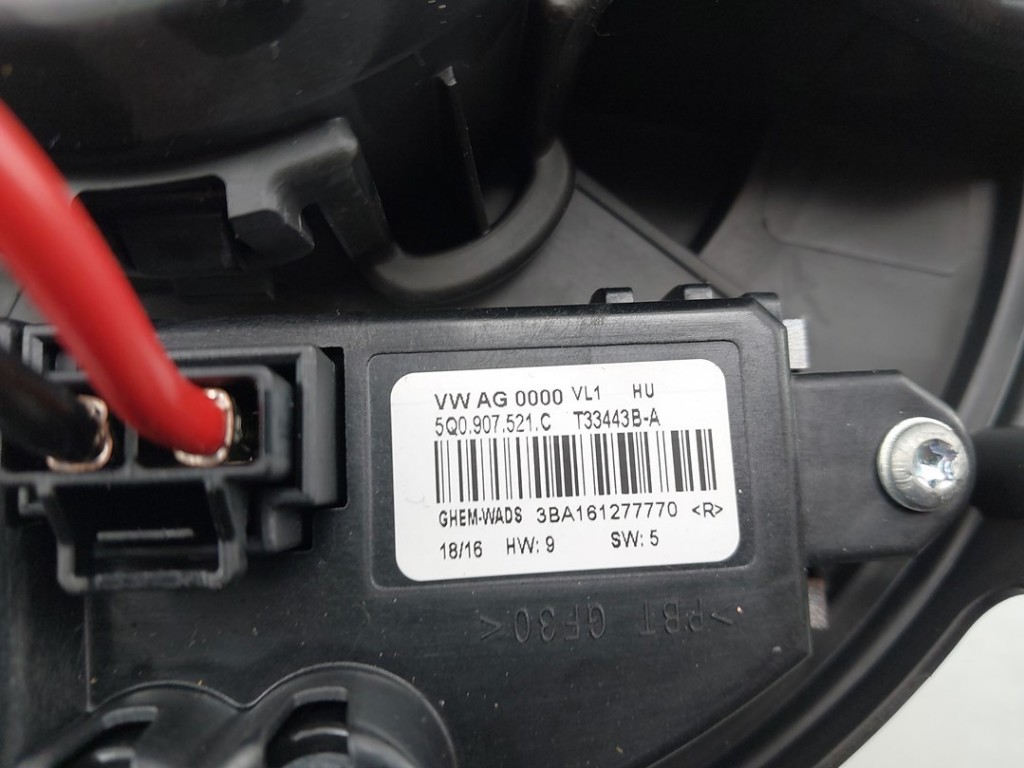 VW AG 0000 VL1 HU
5Q0.907.521.C T33443B-A
GHEM-WADS 3BA161277770 <R>
18/16 HW: 9 SW: 5
>PBT GF30<